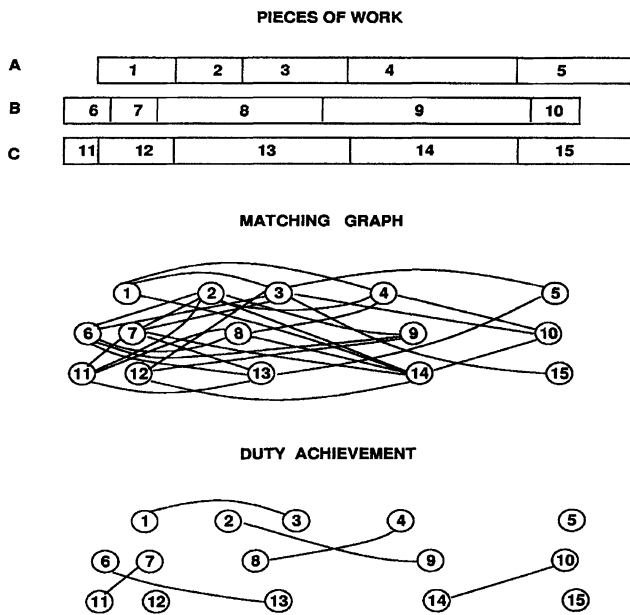 PIECES OF WORK
A 1 2 3 4 5
B 6 7 8 9 10
C 11 12 13 14 15
MATCHING GRAPH
1 2 3 4 5
6 7 8 9 10
11 12 13 14 15
DUTY ACHIEVEMENT
1 2 3 4 5
6 7 8 9 10
11 12 13 14 15